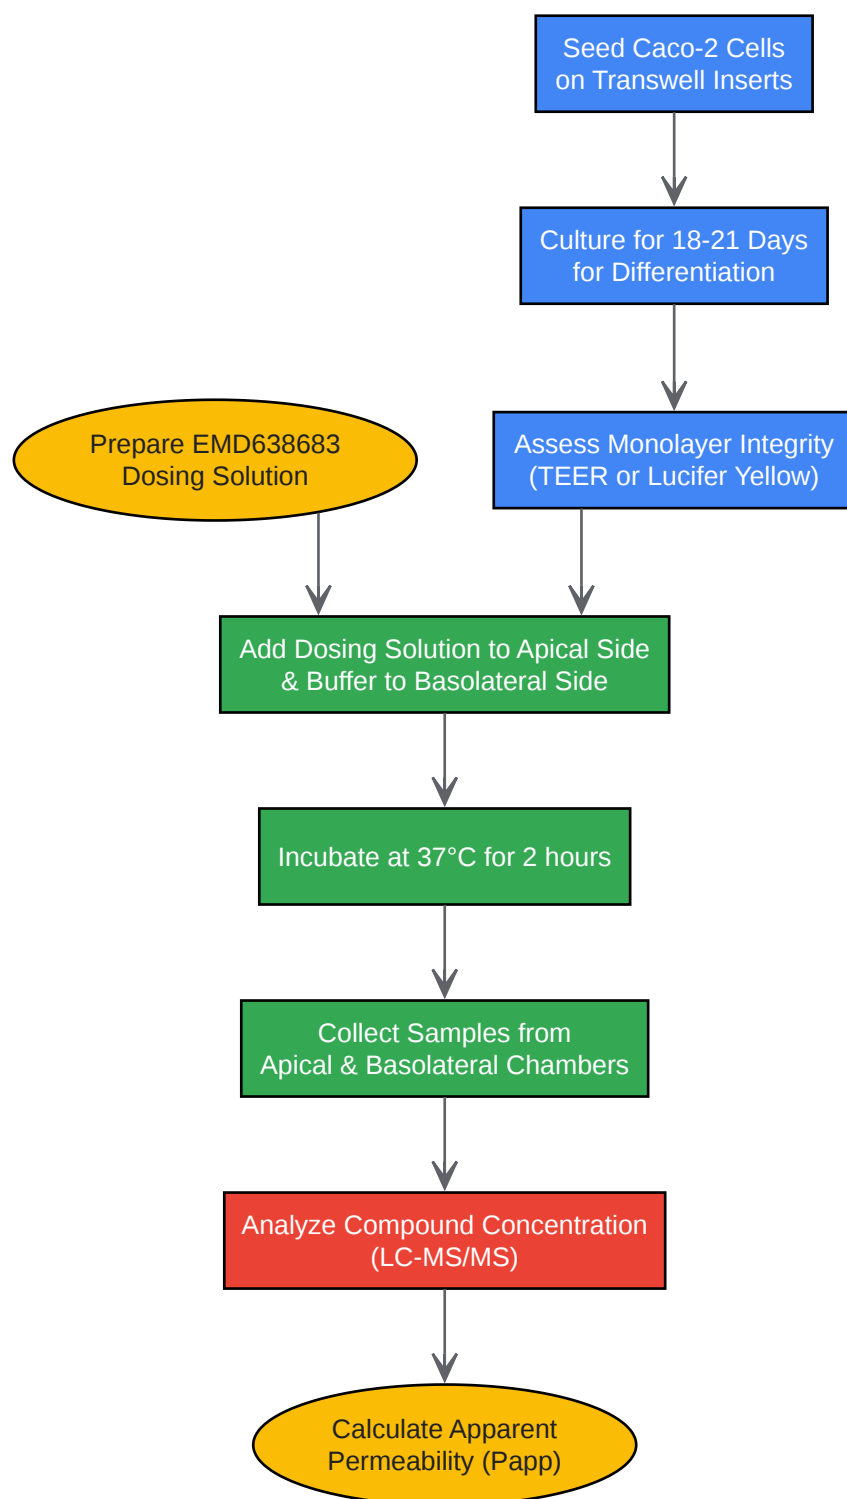 Seed Caco-2 Cells
on Transwell Inserts
Culture for 18-21 Days
for Differentiation
Prepare EMD638683
Dosing Solution
Assess Monolayer Integrity
(TEER or Lucifer Yellow)
Add Dosing Solution to Apical Side
& Buffer to Basolateral Side
Incubate at 37°C for 2 hours
Collect Samples from
Apical & Basolateral Chambers
Analyze Compound Concentration
(LC-MS/MS)
Calculate Apparent
Permeability (Papp)